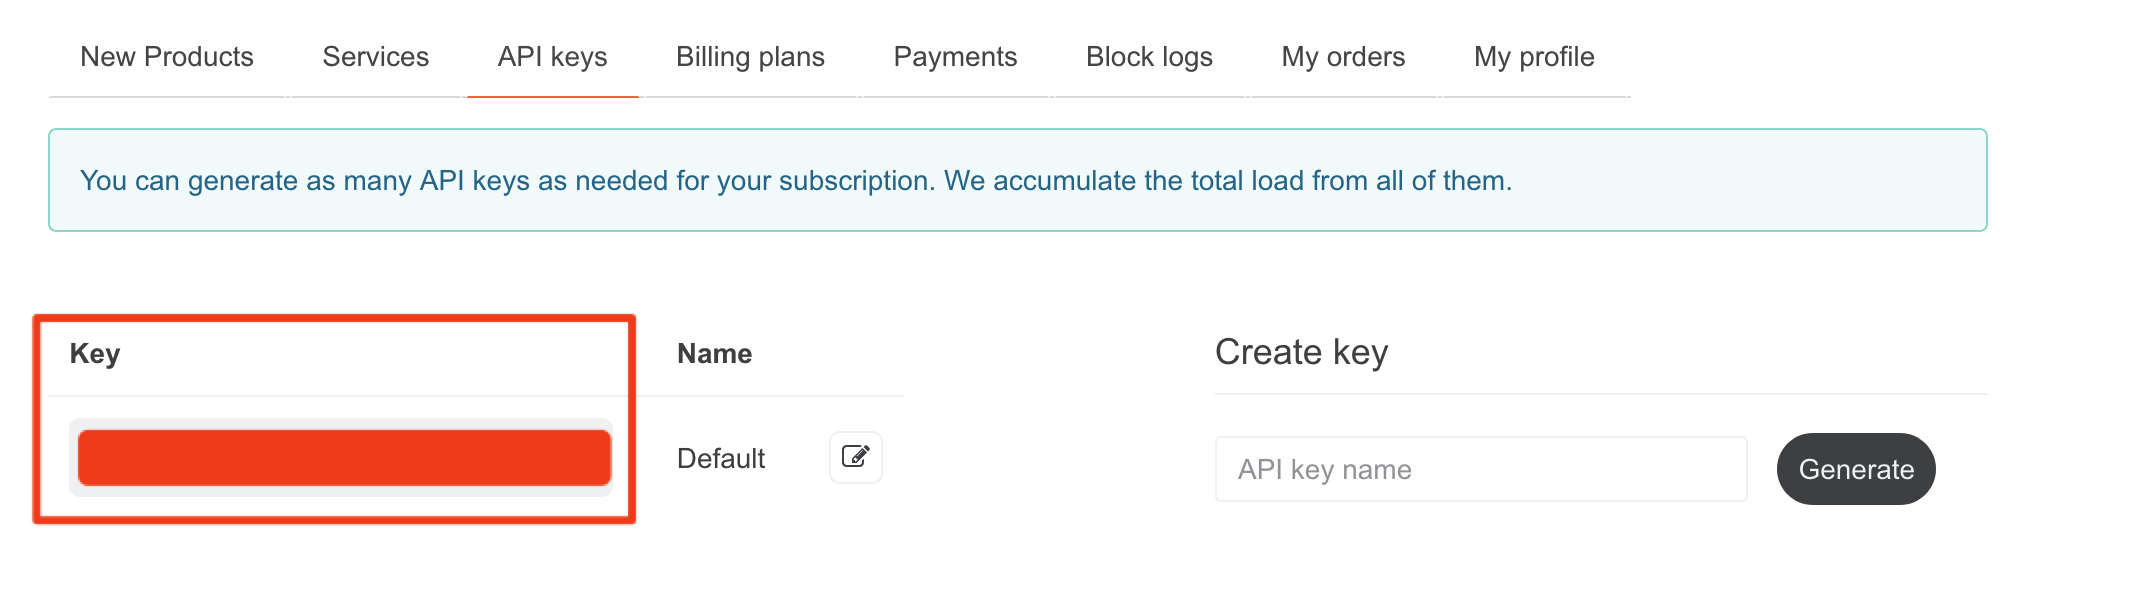 New Products Services API keys Billing plans Payments Block logs My orders My profile
You can generate as many API keys as needed for your subscription. We accumulate the total load from all of them.
Key Name
Default
Create key
API key name Generate